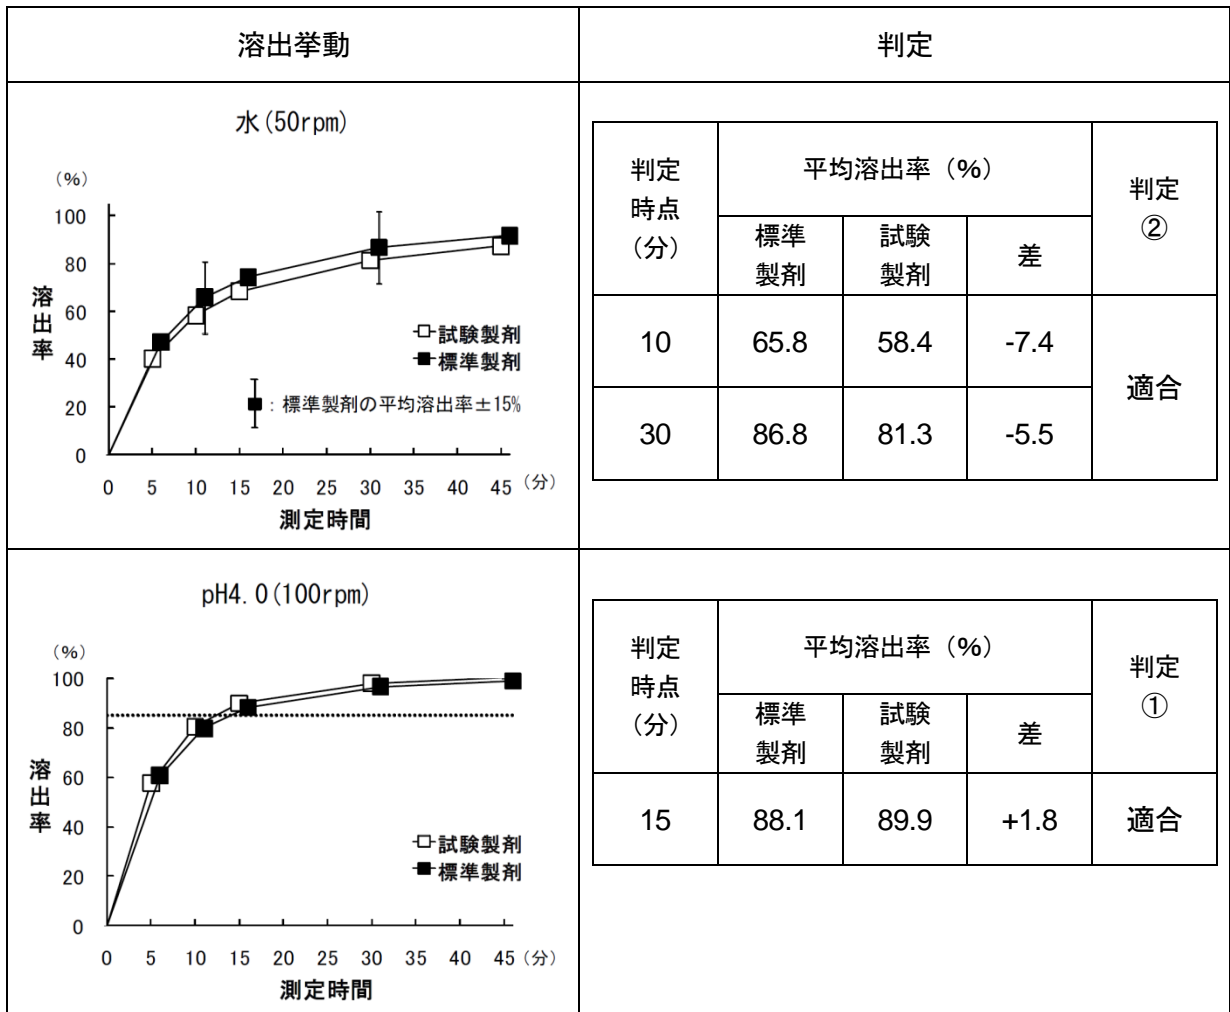 溶出挙動
判定
水(50rpm)
(%)
100
80
60
40
20
0
溶出率
試験製剤
標準製剤
: 標準製剤の平均溶出率±15%
0 5 10 15 20 25 30 35 40 45 (分)
測定時間
判定時点（分）
平均溶出率（%）
判定②
標準製剤
試験製剤
差
10 65.8 58.4 -7.4
適合
30 86.8 81.3 -5.5
pH4.0(100rpm)
(%)
100
80
60
40
20
0
溶出率
試験製剤
標準製剤
0 5 10 15 20 25 30 35 40 45 (分)
測定時間
判定時点（分）
平均溶出率（%）
判定①
標準製剤
試験製剤
差
15 88.1 89.9 +1.8 適合